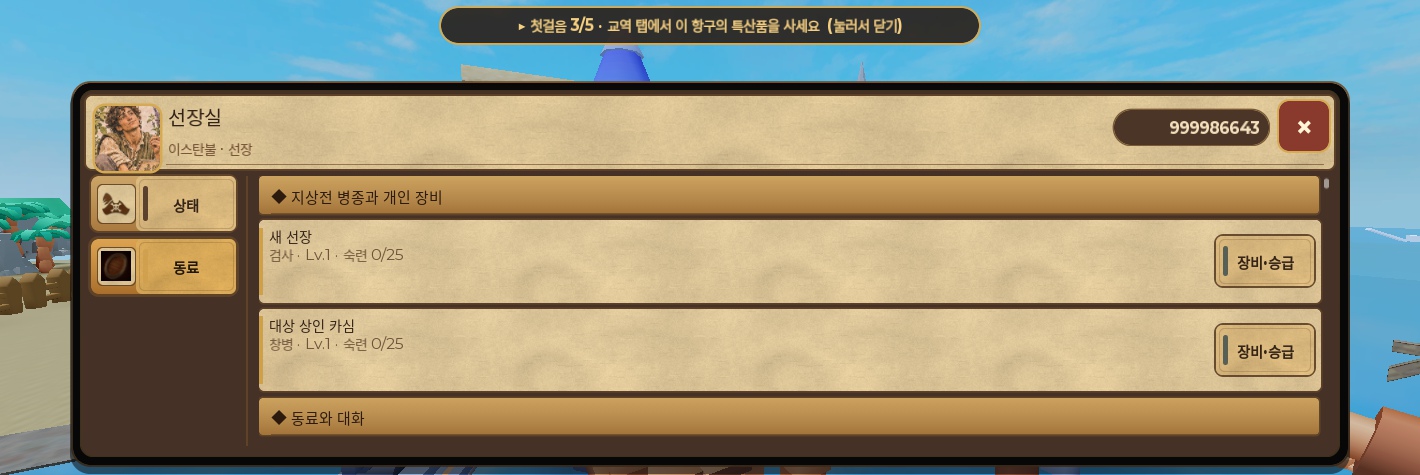 ▸ 첫걸음 3/5 · 교역 탭에서 이 항구의 특산품을 사세요 (눌러서 닫기)
선장실
이스탄불 · 선장
999986643
×
상태
동료
◆ 지상전 병종과 개인 장비
새 선장
검사 · Lv.1 · 숙련 0/25
장비·승급
대상 상인 카심
창병 · Lv.1 · 숙련 0/25
장비·승급
◆ 동료와 대화